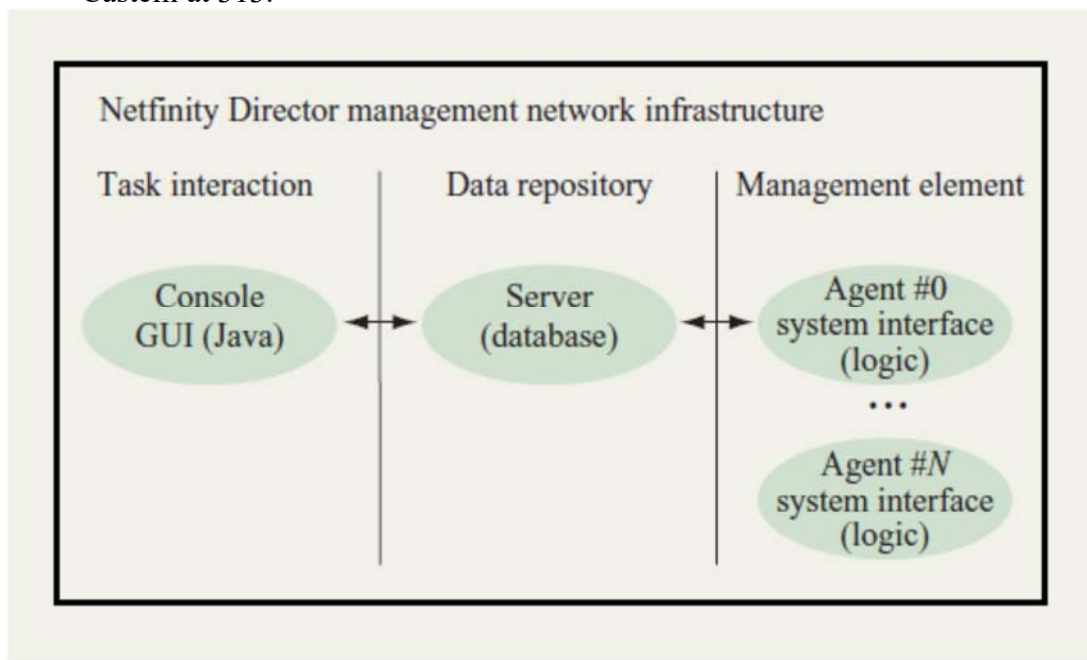 Netfinity Director management network infrastructure
Task interaction
Data repository
Management element
Console
GUI (Java)
Server
(database)
Agent #0
system interface
(logic)
...
Agent #N
system interface
(logic)